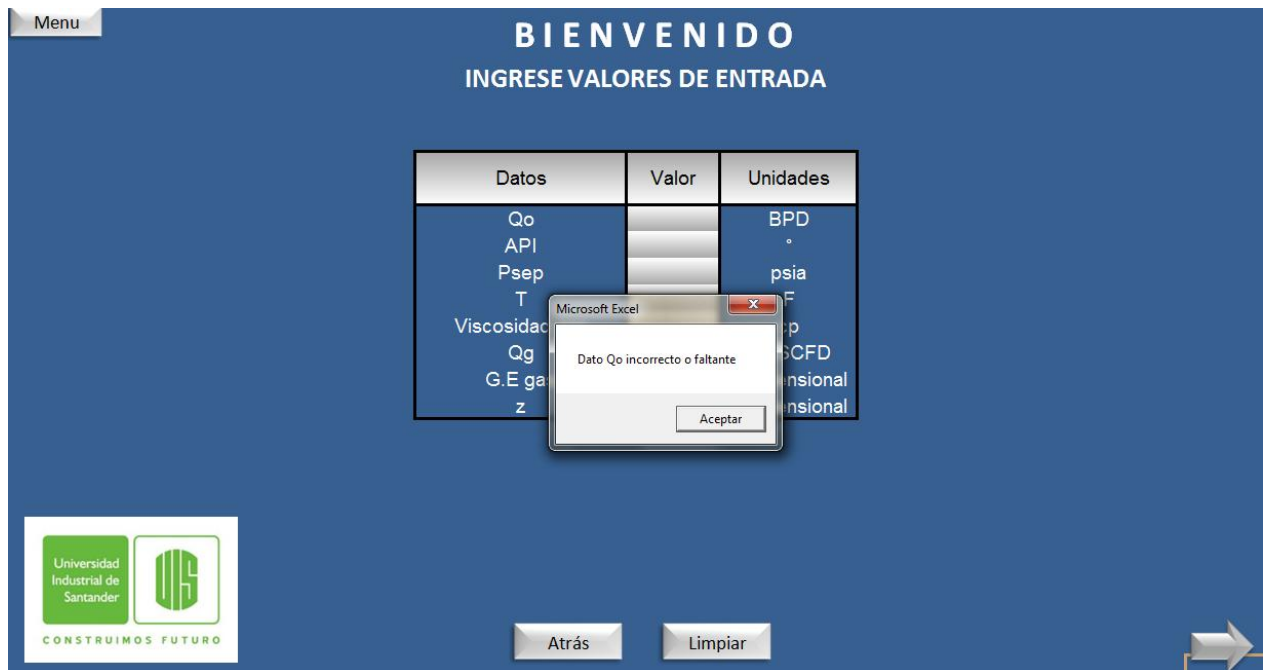 Menu
BIENVENIDO
INGRESE VALORES DE ENTRADA
Datos Valor Unidades
Qo BPD
API °
Psep psia
T F
Microsoft Excel
Dato Qo incorrecto o faltante
Aceptar
Qg
z
Universidad
Industrial de
Santander
CONSTRUIMOS FUTURO
Atrás Limpiar